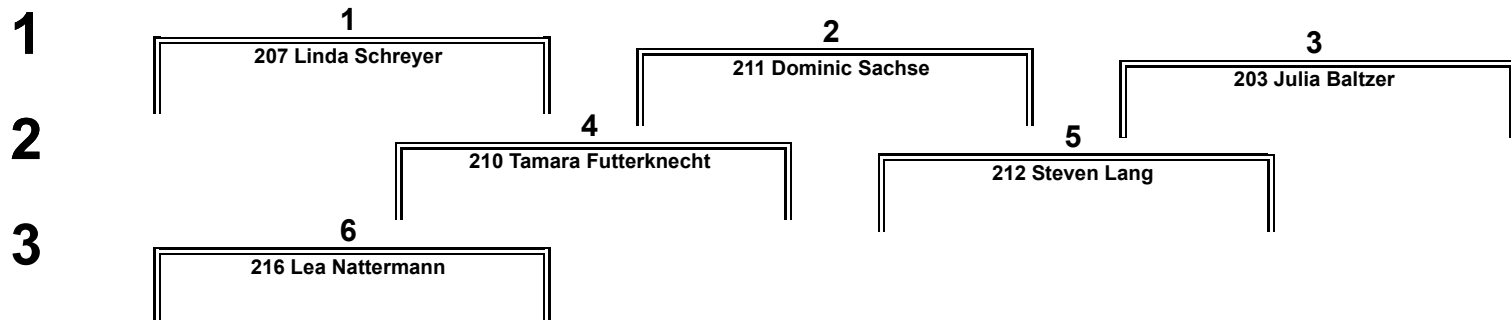 1
1
207 Linda Schreyer
2
211 Dominic Sachse
3
203 Julia Baltzer
2
4
210 Tamara Futterknecht
5
212 Steven Lang
3
6
216 Lea Nattermann